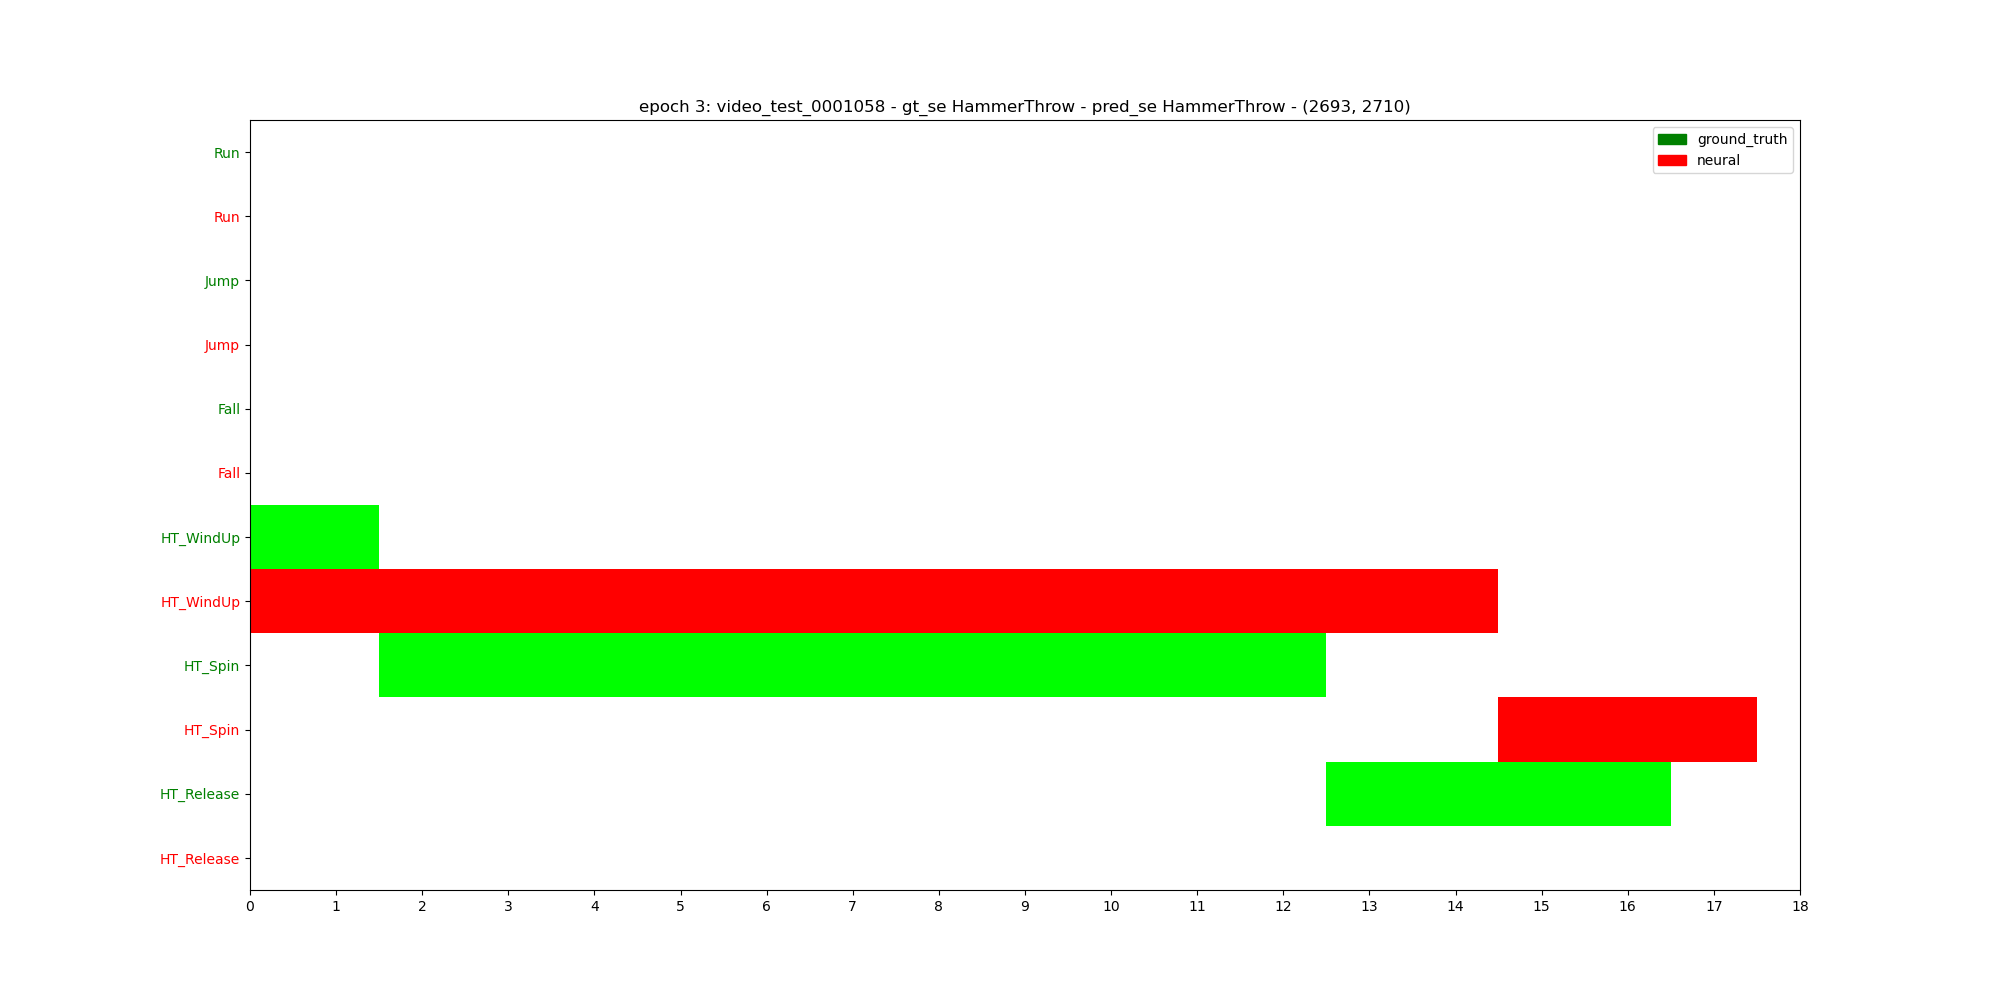 epoch 3: video_test_0001058 - gt_se HammerThrow - pred_se HammerThrow - (2693, 2710)
ground_truth
neural
Run
Run
Jump
Jump
Fall
Fall
HT_WindUp
HT_WindUp
HT_Spin
HT_Spin
HT_Release
HT_Release
0 1 2 3 4 5 6 7 8 9 10 11 12 13 14 15 16 17 18